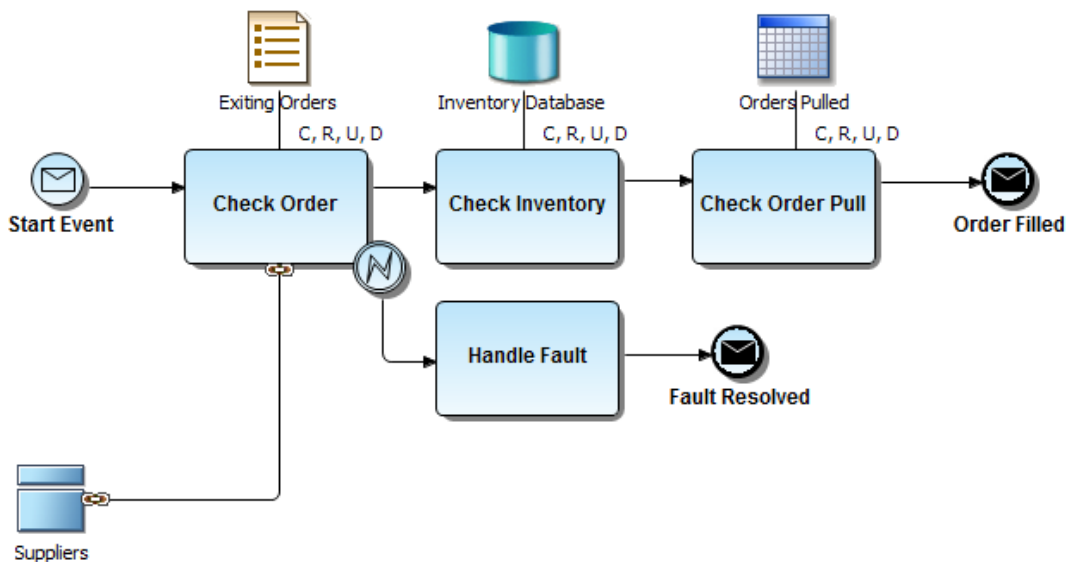 Exiting Orders
Inventory Database
Orders Pulled
C, R, U, D
C, R, U, D
C, R, U, D
Start Event
Check Order
Check Inventory
Check Order Pull
Order Filled
Handle Fault
Fault Resolved
Suppliers